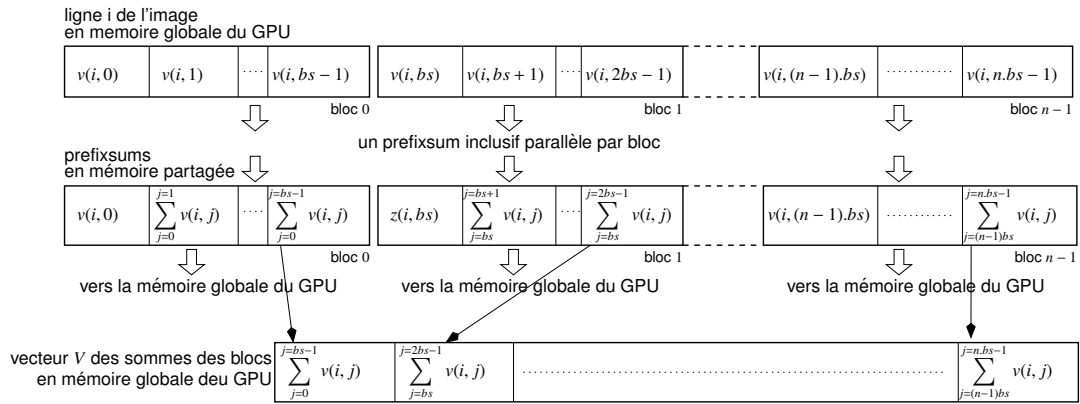 ligne i de l'image
en memoire globale du GPU
v(i,0) v(i,1) ···· v(i,bs−1) v(i,bs) v(i,bs+1) ···· v(i,2bs−1) v(i,(n−1).bs) ············ v(i,n.bs−1)
bloc 0 bloc 1 bloc n−1
un prefixsum inclusif parallèle par bloc
prefixsums
en mémoire partagée
v(i,0) ∑_{j=0}^{j=1} v(i,j) ···· ∑_{j=0}^{j=bs−1} v(i,j) z(i,bs) ∑_{j=bs}^{j=bs+1} v(i,j) ···· ∑_{j=bs}^{j=2bs−1} v(i,j) v(i,(n−1).bs) ············ ∑_{j=(n−1)bs}^{j=n.bs−1} v(i,j)
bloc 0 bloc 1 bloc n−1
vers la mémoire globale du GPU vers la mémoire globale du GPU vers la mémoire globale du GPU
vecteur V des sommes des blocs
en mémoire globale deu GPU
∑_{j=0}^{j=bs−1} v(i,j) ∑_{j=bs}^{j=2bs−1} v(i,j) ············ ∑_{j=(n−1)bs}^{j=n.bs−1} v(i,j)